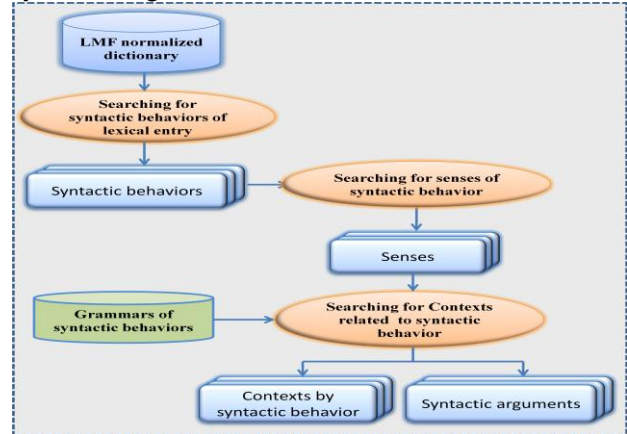 LMF normalized
dictionary
Searching for
syntactic behaviors of
lexical entry
Syntactic behaviors
Searching for senses of
syntactic behavior
Senses
Grammars of
syntactic behaviors
Searching for Contexts
related to syntactic
behavior
Contexts by
syntactic behavior
Syntactic arguments